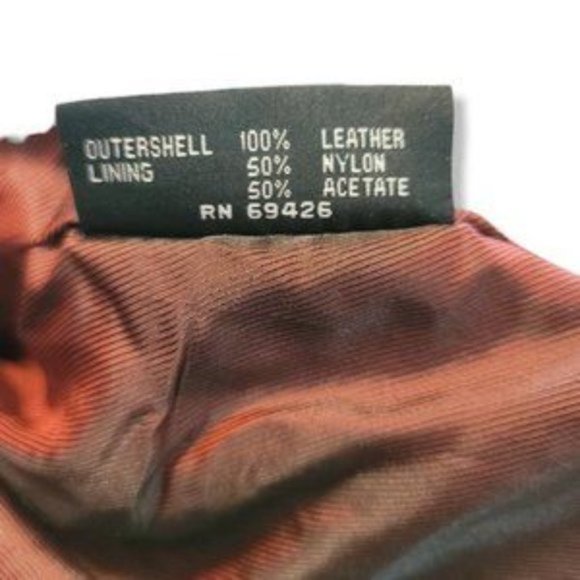 OUTERSHELL 100% LEATHER
LINING 50% NYLON
50% ACETATE
RN 69426